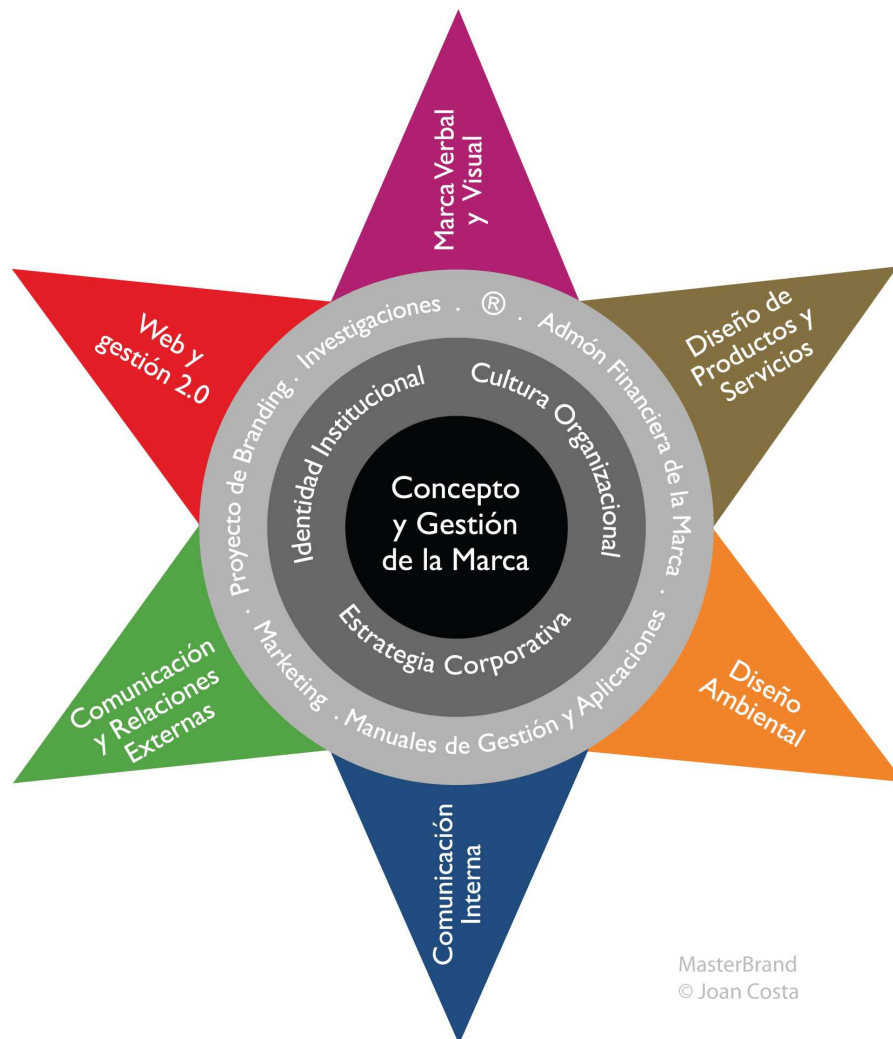 Marca Verbal
y Visual
Diseño de
Productos y
Servicios
Diseño
Ambiental
Comunicación
Interna
Comunicación
y Relaciones
Externas
Web y
gestión 2.0
. Proyecto de Branding . Investigaciones . ® . Admón Financiera de la Marca .
Marketing . Manuales de Gestión y Aplicaciones
Identidad Institucional
Cultura Organizacional
Estrategia Corporativa
Concepto
y Gestión
de la Marca
MasterBrand
© Joan Costa